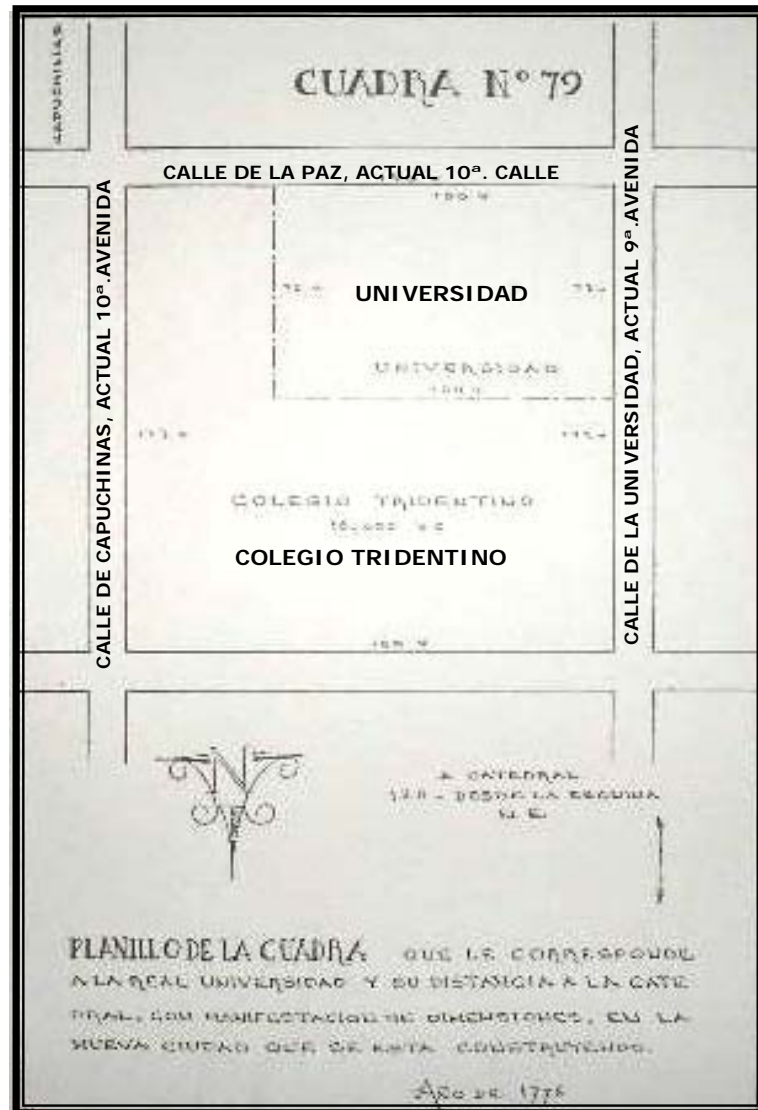 CAPUCHINAS
CUADRA Nº 79
CALLE DE LA PAZ, ACTUAL 10ª. CALLE
CALLE DE CAPUCHINAS, ACTUAL 10ª.AVENIDA
CALLE DE LA UNIVERSIDAD, ACTUAL 9ª.AVENIDA
UNIVERSIDAD
UNIVERSIDAD
COLEGIO TRIDENTINO
COLEGIO TRIDENTINO
N
A CATEDRAL
DESDE LA ESQUINA
N. E.
PLANILLO DE LA CUADRA QUE LE CORRESPONDE
A LA REAL UNIVERSIDAD Y SU DISTANCIA A LA CATE
DRAL, CON MANIFESTACION DE DIMENSIONES, EN LA
NUEVA CIUDAD QUE SE ESTA CONSTRUYENDO.
AÑO DE